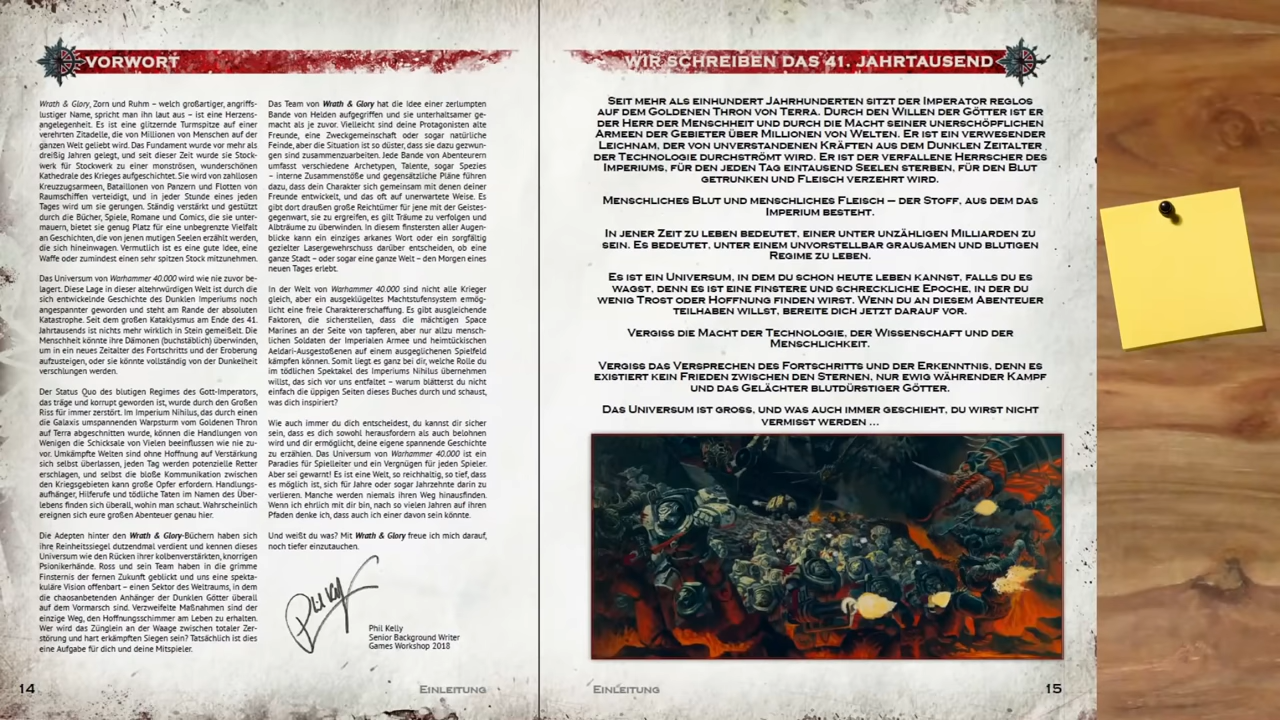 VORWORT
Wrath & Glory, Zorn und Ruhm – welch großartiger, angriffs-
lustiger Name, spricht man ihn laut aus – ist eine Herzens-
angelegenheit. Es ist eine glitzernde Turmspitze auf einer
verehrten Zitadelle, die von Millionen von Menschen auf der
ganzen Welt geliebt wird. Das Fundament wurde vor mehr als
dreißig Jahren gelegt, und seit dieser Zeit wurde sie Stock-
werk für Stockwerk zu einer monströsen, wunderschönen
Kathedrale des Krieges aufgeschichtet. Sie wird von zahllosen
Kreuzzugsarmeen, Bataillonen von Panzern und Flotten von
Raumschiffen verteidigt, und in jeder Stunde eines jeden
Tages wird um sie gerungen. Ständig verstärkt und gestützt
durch die Bücher, Spiele, Romane und Comics, die sie unter-
mauern, bietet sie genug Platz für eine unbegrenzte Vielfalt
an Geschichten, die von jenen mutigen Seelen erzählt werden,
die sich hineinwagen. Vermutlich ist es eine gute Idee, eine
Waffe oder zumindest einen sehr spitzen Stock mitzunehmen.
Das Universum von Warhammer 40.000 wird wie nie zuvor be-
lagert. Diese Lage in dieser altehrwürdigen Welt ist durch die
sich entwickelnde Geschichte des Dunklen Imperiums noch
angespannter geworden und steht am Rande der absoluten
Katastrophe. Seit dem großen Kataklysmus am Ende des 41.
Jahrtausends ist nichts mehr wirklich in Stein gemeißelt. Die
Menschheit könnte ihre Dämonen (buchstäblich) überwinden,
um in ein neues Zeitalter des Fortschritts und der Eroberung
aufzusteigen, oder sie könnte vollständig von der Dunkelheit
verschlungen werden.
Der Status Quo des blutigen Regimes des Gott-Imperators,
das träge und korrupt geworden ist, wurde durch den Großen
Riss für immer zerstört. Im Imperium Nihilus, das durch einen
die Galaxis umspannenden Warpsturm vom Goldenen Thron
auf Terra abgeschnitten wurde, können die Handlungen von
Wenigen die Schicksale von Vielen beeinflussen wie nie zu-
vor. Umkämpfte Welten sind ohne Hoffnung auf Verstärkung
sich selbst überlassen, jeden Tag werden potenzielle Retter
erschlagen, und selbst die bloße Kommunikation zwischen
den Kriegsgebieten kann große Opfer erfordern. Handlungs-
aufhänger, Hilferufe und tödliche Taten im Namen des Über-
lebens finden sich überall, wohin man schaut. Wahrscheinlich
ereignen sich eure großen Abenteuer genau hier.
Die Adepten hinter den Wrath & Glory-Büchern haben sich
ihre Reinheitssiegel dutzendmal verdient und kennen dieses
Universum wie den Rücken ihrer kolbenverstärkten, knorrigen
Psionikerhände. Ross und sein Team haben in die grimme
Finsternis der fernen Zukunft geblickt und uns eine spekta-
kuläre Vision offenbart – einen Sektor des Weltraums, in dem
die chaosanbetenden Anhänger der Dunklen Götter überall
auf dem Vormarsch sind. Verzweifelte Maßnahmen sind der
einzige Weg, den Hoffnungsschimmer am Leben zu erhalten.
Wer wird das Zünglein an der Waage zwischen totaler Zer-
störung und hart erkämpften Siegen sein? Tatsächlich ist dies
eine Aufgabe für dich und deine Mitspieler.
Das Team von Wrath & Glory hat die Idee einer zerlumpten
Bande von Helden aufgegriffen und sie unterhaltsamer ge-
macht als je zuvor. Vielleicht sind deine Protagonisten alte
Freunde, eine Zweckgemeinschaft oder sogar natürliche
Feinde, aber die Situation ist so düster, dass sie dazu gezwun-
gen sind zusammenzuarbeiten. Jede Bande von Abenteurern
umfasst verschiedene Archetypen, Talente, sogar Spezies
– interne Zusammenstöße und gegensätzliche Pläne führen
dazu, dass dein Charakter sich gemeinsam mit denen deiner
Freunde entwickelt, und das oft auf unerwartete Weise. Es
gibt dort draußen große Reichtümer für jene mit der Geistes-
gegenwart, sie zu ergreifen, es gilt Träume zu verfolgen und
Albträume zu überwinden. In diesem finstersten aller Augen-
blicke kann ein einziges arkanes Wort oder ein sorgfältig
gezielter Lasergewehrschuss darüber entscheiden, ob eine
ganze Stadt – oder sogar eine ganze Welt – den Morgen eines
neuen Tages erlebt.
In der Welt von Warhammer 40.000 sind nicht alle Krieger
gleich, aber ein ausgeklügeltes Machtstufensystem ermög-
licht eine freie Charaktererschaffung. Es gibt ausgleichende
Faktoren, die sicherstellen, dass die mächtigen Space
Marines an der Seite von tapferen, aber nur allzu mensch-
lichen Soldaten der Imperialen Armee und heimtückischen
Aeldari-Ausgestoßenen auf einem ausgeglichenen Spielfeld
kämpfen können. Somit liegt es ganz bei dir, welche Rolle du
im tödlichen Spektakel des Imperiums Nihilus übernehmen
willst, das sich vor uns entfaltet – warum blätterst du nicht
einfach die üppigen Seiten dieses Buches durch und schaust,
was dich inspiriert?
Wie auch immer du dich entscheidest, du kannst dir sicher
sein, dass es dich sowohl herausfordern als auch belohnen
wird und dir ermöglicht, deine eigene spannende Geschichte
zu erzählen. Das Universum von Warhammer 40.000 ist ein
Paradies für Spielleiter und ein Vergnügen für jeden Spieler.
Aber sei gewarnt! Es ist eine Welt, so reichhaltig, so tief, dass
es möglich ist, sich für Jahre oder sogar Jahrzehnte darin zu
verlieren. Manche werden niemals ihren Weg hinausfinden.
Wenn ich ehrlich mit dir bin, nach so vielen Jahren auf ihren
Pfaden denke ich, dass auch ich einer davon sein könnte.
Und weißt du was? Mit Wrath & Glory freue ich mich darauf,
noch tiefer einzutauchen.
Phil Kelly
Senior Background Writer
Games Workshop 2018
14
EINLEITUNG
WIR SCHREIBEN DAS 41. JAHRTAUSEND
SEIT MEHR ALS EINHUNDERT JAHRHUNDERTEN SITZT DER IMPERATOR REGLOS
AUF DEM GOLDENEN THRON VON TERRA. DURCH DEN WILLEN DER GÖTTER IST ER
DER HERR DER MENSCHHEIT UND DURCH DIE MACHT SEINER UNERSCHÖPFLICHEN
ARMEEN DER GEBIETER ÜBER MILLIONEN VON WELTEN. ER IST EIN VERWESENDER
LEICHNAM, DER VON UNVERSTANDENEN KRÄFTEN AUS DEM DUNKLEN ZEITALTER
DER TECHNOLOGIE DURCHSTRÖMT WIRD. ER IST DER VERFALLENE HERRSCHER DES
IMPERIUMS, FÜR DEN JEDEN TAG EINTAUSEND SEELEN STERBEN, FÜR DEN BLUT
GETRUNKEN UND FLEISCH VERZEHRT WIRD.
MENSCHLICHES BLUT UND MENSCHLICHES FLEISCH – DER STOFF, AUS DEM DAS
IMPERIUM BESTEHT.
IN JENER ZEIT ZU LEBEN BEDEUTET, EINER UNTER UNZÄHLIGEN MILLIARDEN ZU
SEIN. ES BEDEUTET, UNTER EINEM UNVORSTELLBAR GRAUSAMEN UND BLUTIGEN
REGIME ZU LEBEN.
ES IST EIN UNIVERSUM, IN DEM DU SCHON HEUTE LEBEN KANNST, FALLS DU ES
WAGST, DENN ES IST EINE FINSTERE UND SCHRECKLICHE EPOCHE, IN DER DU
WENIG TROST ODER HOFFNUNG FINDEN WIRST. WENN DU AN DIESEM ABENTEUER
TEILHABEN WILLST, BEREITE DICH JETZT DARAUF VOR.
VERGISS DIE MACHT DER TECHNOLOGIE, DER WISSENSCHAFT UND DER
MENSCHLICHKEIT.
VERGISS DAS VERSPRECHEN DES FORTSCHRITTS UND DER ERKENNTNIS, DENN ES
EXISTIERT KEIN FRIEDEN ZWISCHEN DEN STERNEN, NUR EWIG WÄHRENDER KAMPF
UND DAS GELÄCHTER BLUTDÜRSTIGER GÖTTER.
DAS UNIVERSUM IST GROSS, UND WAS AUCH IMMER GESCHIEHT, DU WIRST NICHT
VERMISST WERDEN ...
EINLEITUNG
15